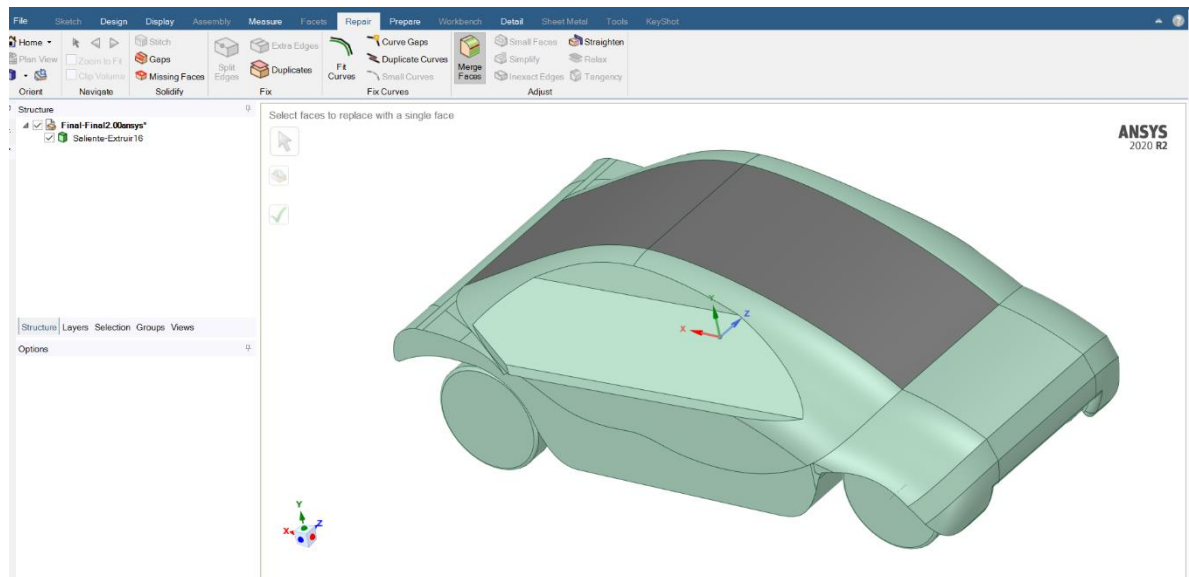 File Sketch Design Display Assembly Measure Facets Repair Prepare Workbench Detail Sheet Metal Tools KeyShot
Home
Plan View
Orient
Zoom to Fit
Clip Volume
Navigate
Stitch
Gaps
Missing Faces
Solidify
Split Edges
Extra Edges
Duplicates
Fix
Fit Curves
Curve Gaps
Duplicate Curves
Small Curves
Fix Curves
Merge Faces
Small Faces
Simplify
Inexact Edges
Straighten
Relax
Tangency
Adjust
Structure
Final-Final2.00ansys*
Saliente-Extruir16
Structure Layers Selection Groups Views
Options
Select faces to replace with a single face
ANSYS
2020 R2
Y
X
Z
Y
X
Z